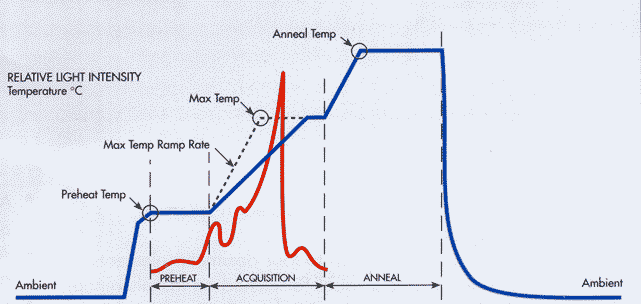 Anneal Temp
RELATIVE LIGHT INTENSITY
Temperature °C
Max Temp
Max Temp Ramp Rate
Preheat Temp
PREHEAT
ACQUISITION
ANNEAL
Ambient
Ambient